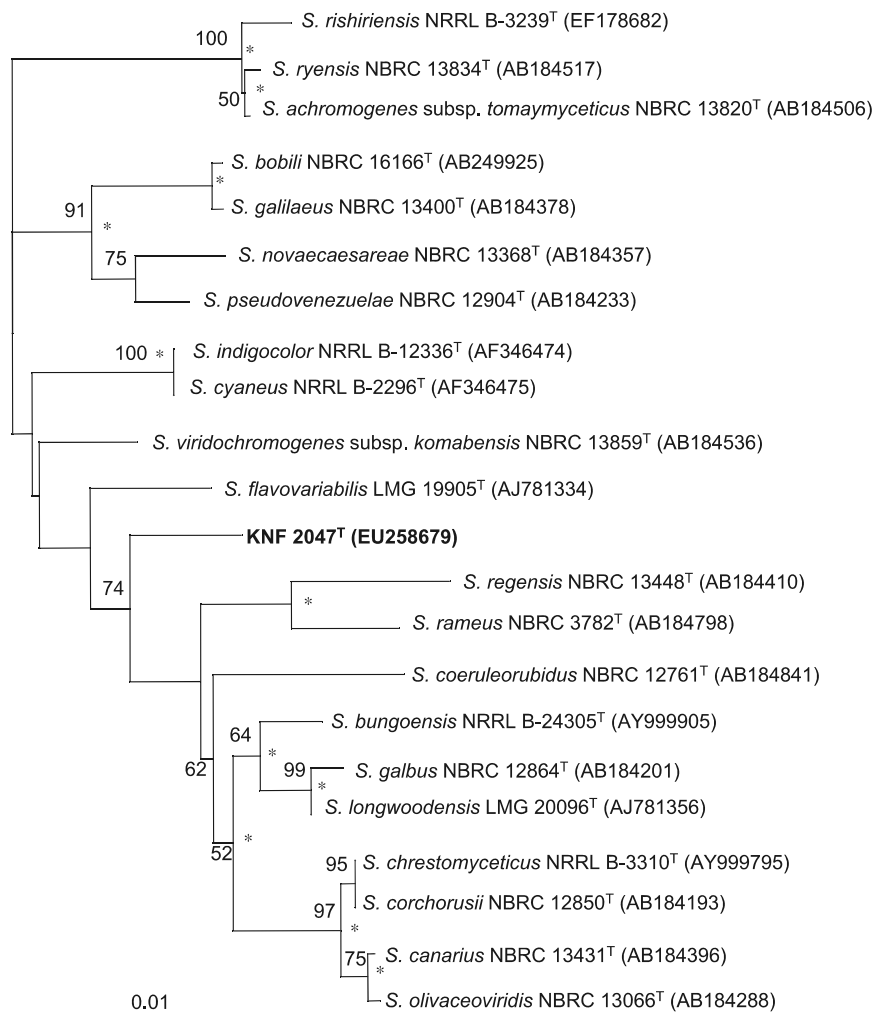 S. rishiriensis NRRL B-3239ᵀ (EF178682)
100
*
S. ryensis NBRC 13834ᵀ (AB184517)
*
50
S. achromogenes subsp. tomaymyceticus NBRC 13820ᵀ (AB184506)
S. bobili NBRC 16166ᵀ (AB249925)
*
91
S. galilaeus NBRC 13400ᵀ (AB184378)
*
75
S. novaecaesareae NBRC 13368ᵀ (AB184357)
S. pseudovenezuelae NBRC 12904ᵀ (AB184233)
100 *
S. indigocolor NRRL B-12336ᵀ (AF346474)
S. cyaneus NRRL B-2296ᵀ (AF346475)
S. viridochromogenes subsp. komabensis NBRC 13859ᵀ (AB184536)
S. flavovariabilis LMG 19905ᵀ (AJ781334)
KNF 2047ᵀ (EU258679)
74
S. regensis NBRC 13448ᵀ (AB184410)
*
S. rameus NBRC 3782ᵀ (AB184798)
S. coeruleorubidus NBRC 12761ᵀ (AB184841)
S. bungoensis NRRL B-24305ᵀ (AY999905)
64
*
62
99
S. galbus NBRC 12864ᵀ (AB184201)
*
S. longwoodensis LMG 20096ᵀ (AJ781356)
52
*
95
S. chrestomyceticus NRRL B-3310ᵀ (AY999795)
S. corchorusii NBRC 12850ᵀ (AB184193)
97
*
75
S. canarius NBRC 13431ᵀ (AB184396)
*
S. olivaceoviridis NBRC 13066ᵀ (AB184288)
0.01